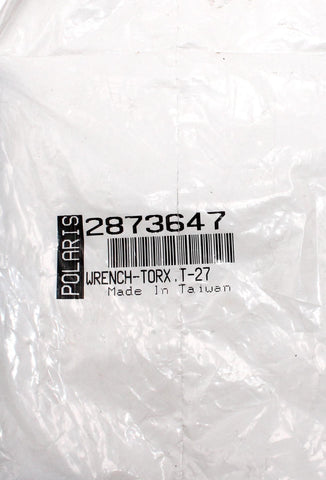 POLARIS
2873647
WRENCH-TORX.T-27
Made In Taiwan